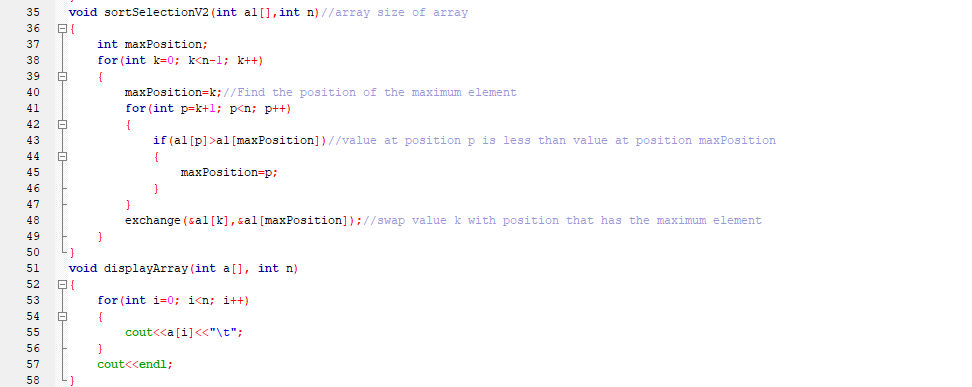 35 void sortSelectionV2(int a1[],int n)//array size of array
36 {
37 int maxPosition;
38 for(int k=0; k<n-1; k++)
39 {
40 maxPosition=k;//Find the position of the maximum element
41 for(int p=k+1; p<n; p++)
42 {
43 if(a1[p]>a1[maxPosition])//value at position p is less than value at position maxPosition
44 {
45 maxPosition=p;
46 }
47 }
48 exchange(&a1[k],&a1[maxPosition]);//swap value k with position that has the maximum element
49 }
50 }
51 void displayArray(int a[], int n)
52 {
53 for(int i=0; i<n; i++)
54 {
55 cout<<a[i]<<"\t";
56 }
57 cout<<endl;
58 }